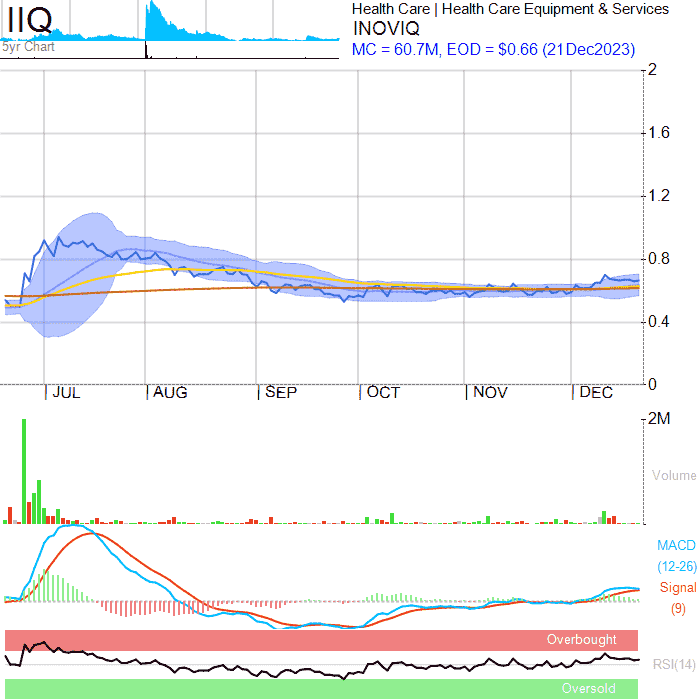 IIQ
5yr Chart
Health Care | Health Care Equipment & Services
INOVIQ
MC = 60.7M, EOD = $0.66 (21Dec2023)
2
1.6
1.2
0.8
0.4
0
JUL AUG SEP OCT NOV DEC
2M
Volume
MACD
(12-26)
Signal
(9)
Overbought
RSI(14)
Oversold